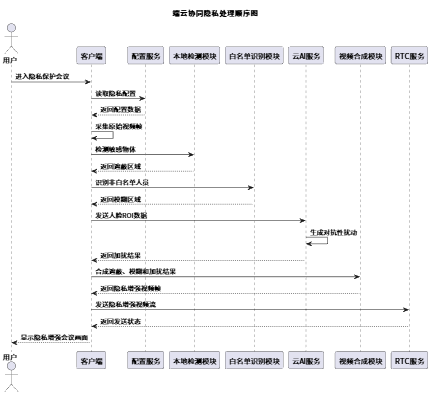 端云协同隐私处理顺序图
用户
客户端
配置服务
本地检测模块
白名单识别模块
云AI服务
视频合成模块
RTC服务
进入隐私保护会议
读取隐私配置
返回配置数据
采集原始视频帧
检测敏感物体
返回遮蔽区域
识别非白名单人员
返回模糊区域
发送人脸ROI数据
生成对抗性扰动
返回加扰结果
合成遮蔽、模糊和加扰结果
返回隐私增强视频帧
发送隐私增强视频流
返回发送状态
显示隐私增强会议画面
用户
客户端
配置服务
本地检测模块
白名单识别模块
云AI服务
视频合成模块
RTC服务